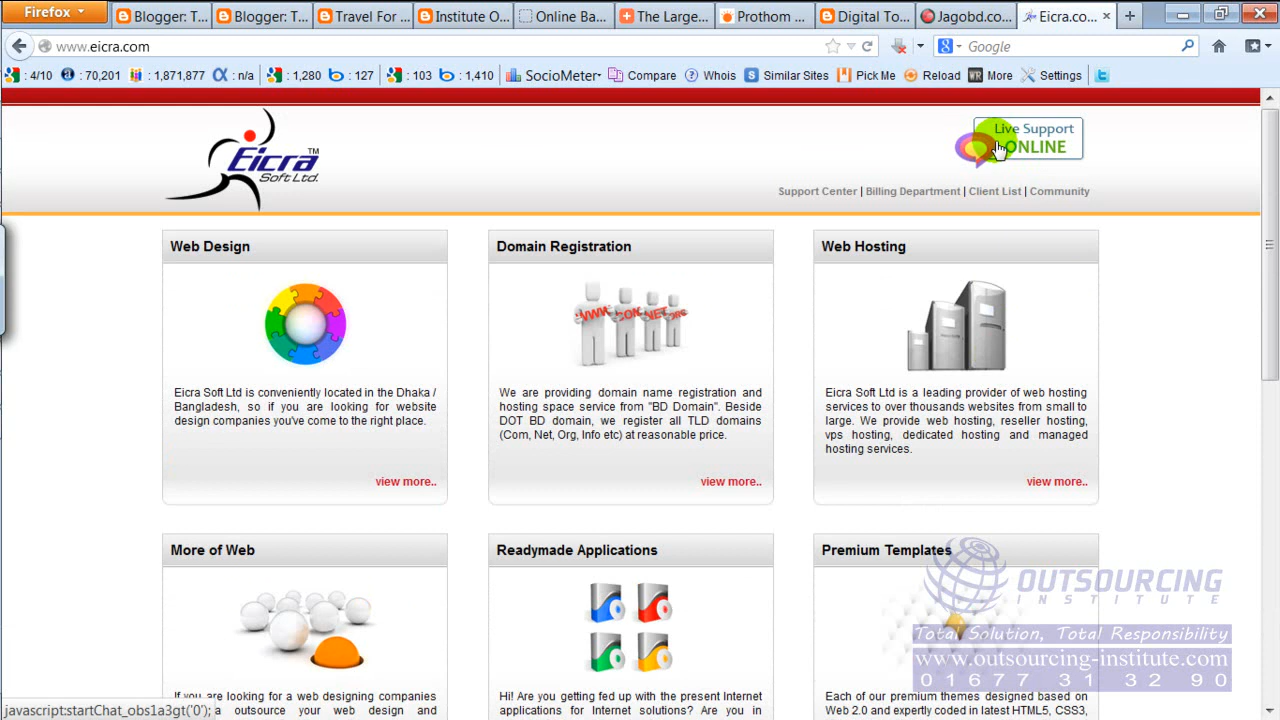 Firefox
Blogger: T...
Blogger: T...
Travel For ...
Institute O...
Online Ba...
The Large...
Prothom ...
Digital To...
Jagobd.co...
Eicra.co...
www.eicra.com
Google
: 4/10
: 70,201
: 1,871,877
: n/a
: 1,280
: 127
: 103
: 1,410
SocioMeter
Compare
Whois
Similar Sites
Pick Me
Reload
More
Settings
Eicra
TM
Soft Ltd.
Live Support
ONLINE
Support Center | Billing Department | Client List | Community
Web Design
Eicra Soft Ltd is conveniently located in the Dhaka /
Bangladesh, so if you are looking for website
design companies you've come to the right place.
view more..
Domain Registration
WWW .COM .NET .ORG
We are providing domain name registration and
hosting space service from "BD Domain". Beside
DOT BD domain, we register all TLD domains
(Com, Net, Org, Info etc) at reasonable price.
view more..
Web Hosting
Eicra Soft Ltd is a leading provider of web hosting
services to over thousands websites from small to
large. We provide web hosting, reseller hosting,
vps hosting, dedicated hosting and managed
hosting services.
view more..
More of Web
If you are looking for a web designing companies
a outsource your web design and
Readymade Applications
Hi! Are you getting fed up with the present Internet
applications for Internet solutions? Are you in
Premium Templates
Each of our premium themes designed based on
Web 2.0 and expertly coded in latest HTML5, CSS3,
OUTSOURCING
INSTITUTE
Total Solution, Total Responsibility
www.outsourcing-institute.com
01677 31 32 90
javascript:startChat_obs1a3gt('0');